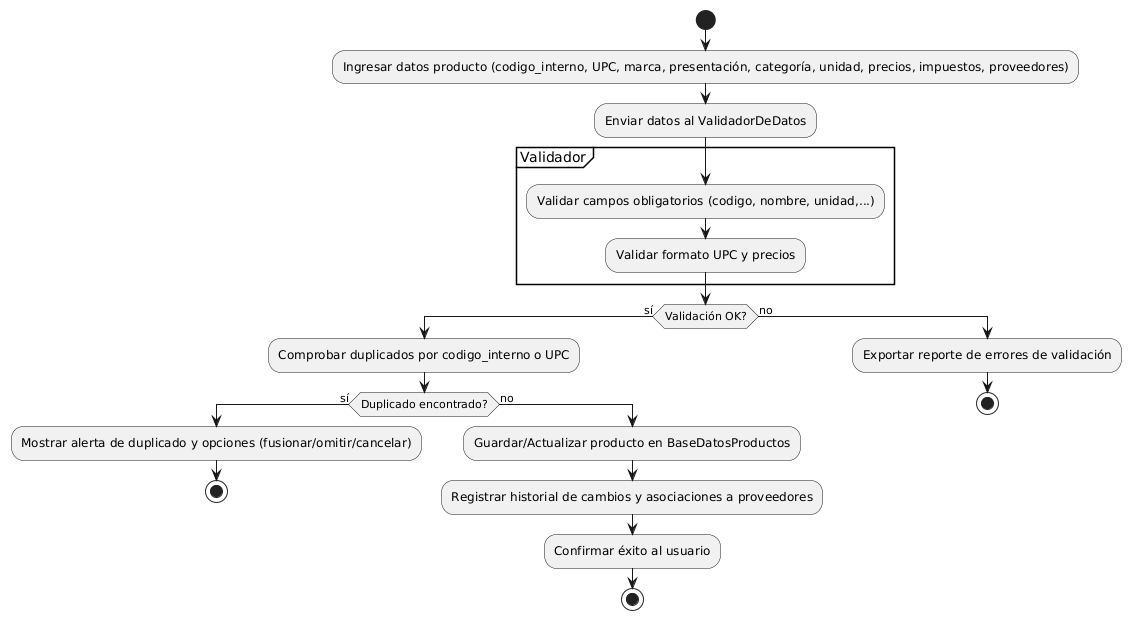 Ingresar datos producto (codigo_interno, UPC, marca, presentación, categoría, unidad, precios, impuestos, proveedores)
Enviar datos al ValidadorDeDatos
Validador
Validar campos obligatorios (codigo, nombre, unidad,...)
Validar formato UPC y precios
sí
Validación OK?
no
Comprobar duplicados por codigo_interno o UPC
Exportar reporte de errores de validación
sí
Duplicado encontrado?
no
Mostrar alerta de duplicado y opciones (fusionar/omitir/cancelar)
Guardar/Actualizar producto en BaseDatosProductos
Registrar historial de cambios y asociaciones a proveedores
Confirmar éxito al usuario